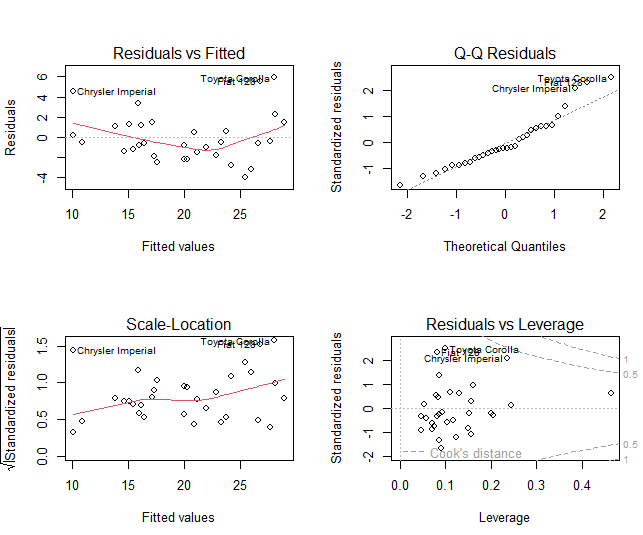 Residuals vs Fitted
Residuals
6
4
2
0
-4
Toyota Corolla
Fiat 128
Chrysler Imperial
10 15 20 25
Fitted values
Q-Q Residuals
Standardized residuals
2
1
0
-1
Toyota Corolla
Fiat 128
Chrysler Imperial
-2 -1 0 1 2
Theoretical Quantiles
Scale-Location
√|Standardized residuals|
1.5
1.0
0.5
0.0
Toyota Corolla
Fiat 128
Chrysler Imperial
10 15 20 25
Fitted values
Residuals vs Leverage
Standardized residuals
2
1
0
-1
-2
Toyota Corolla
Fiat 128
Chrysler Imperial
1
0.5
0.5
1
Cook's distance
0.0 0.1 0.2 0.3 0.4
Leverage